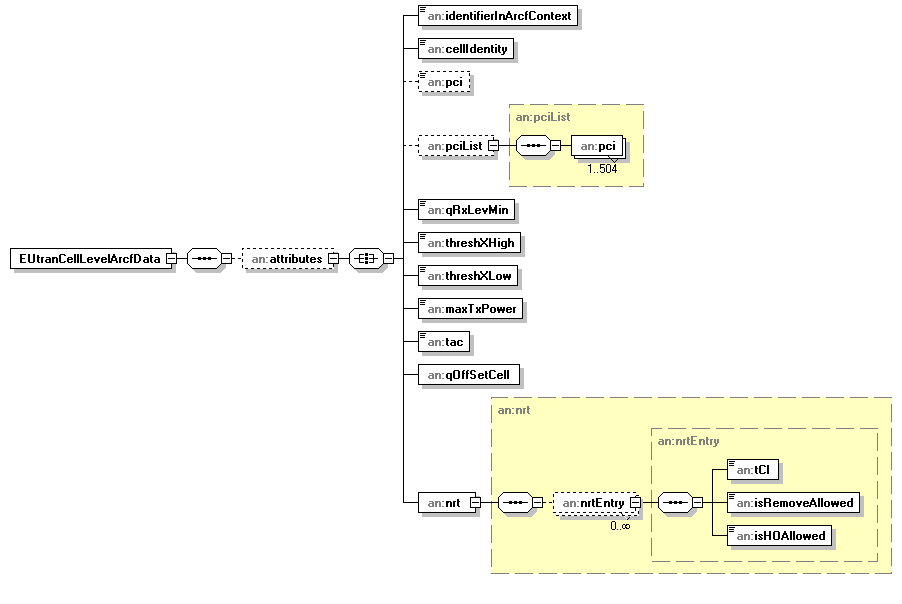 an:identifierInArcfContext
an:cellIdentity
an:pci
an:pciList
an:pciList
an:pci
1..504
an:qRxLevMin
an:threshXHigh
EUtranCellLevelArcfData
an:attributes
an:threshXLow
an:maxTxPower
an:tac
an:qOffSetCell
an:nrt
an:nrtEntry
an:tCI
an:nrt
an:nrtEntry
0..∞
an:isRemoveAllowed
an:isHOAllowed